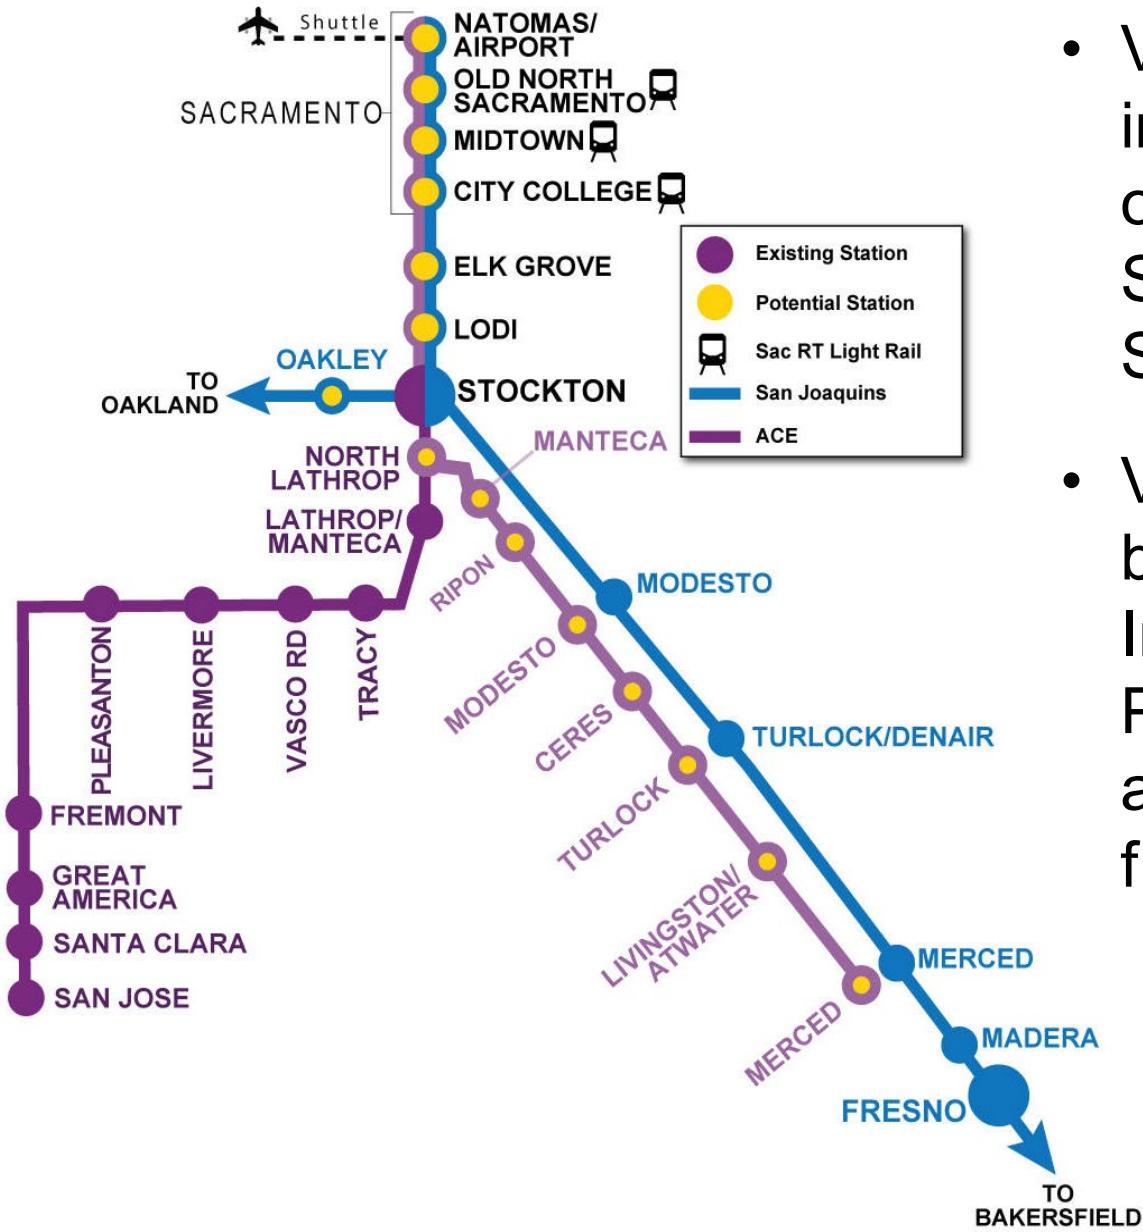 Shuttle
NATOMAS/
AIRPORT
OLD NORTH
SACRAMENTO
SACRAMENTO
MIDTOWN
CITY COLLEGE
ELK GROVE
LODI
Existing Station
Potential Station
Sac RT Light Rail
San Joaquins
ACE
OAKLEY
TO
OAKLAND
STOCKTON
MANTECA
NORTH
LATHROP
LATHROP/
MANTECA
RIPON
MODESTO
MODESTO
CERES
TURLOCK/DENAIR
TURLOCK
PLEASANTON
LIVERMORE
VASCO RD
TRACY
FREMONT
GREAT
AMERICA
SANTA CLARA
SAN JOSE
LIVINGSTON/
ATWATER
MERCED
MERCED
MADERA
FRESNO
TO
BAKERSFIELD